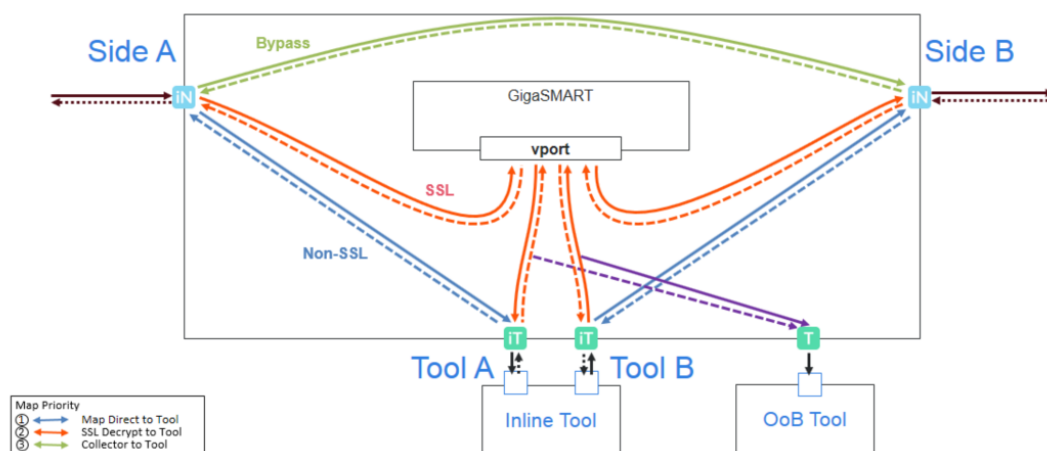 Bypass
Side A
Side B
iN
iN
GigaSMART
vport
SSL
Non-SSL
iT
iT
T
Tool A
Tool B
Inline Tool
OoB Tool
Map Priority
① Map Direct to Tool
② SSL Decrypt to Tool
③ Collector to Tool